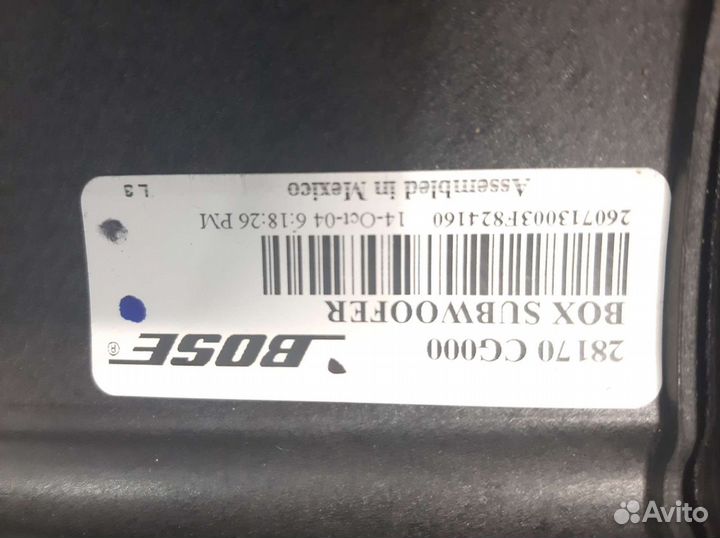 28170 CG000 BOSE®
BOX SUBWOOFER
260713003F824160 14-Oct-04 6:18:26 PM
Assembled in Mexico L3
Avito